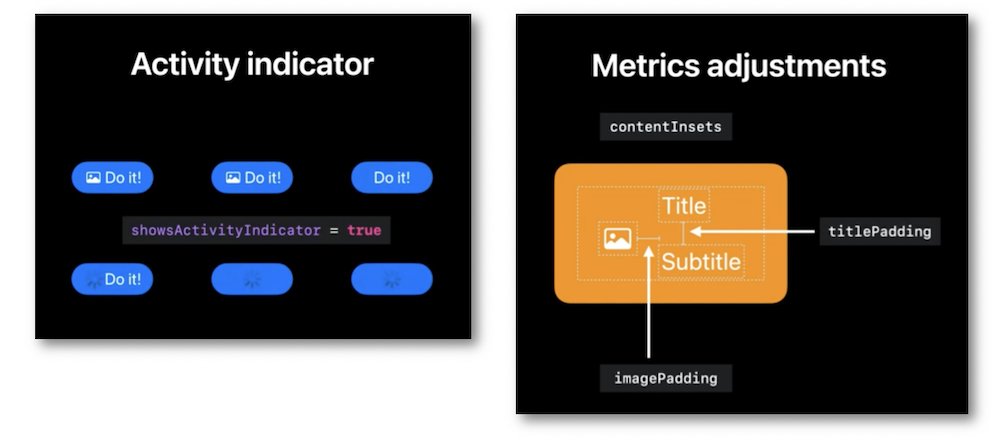 Activity indicator
Do it!
Do it!
Do it!
showsActivityIndicator = true
Do it!
Metrics adjustments
contentInsets
Title
titlePadding
Subtitle
imagePadding